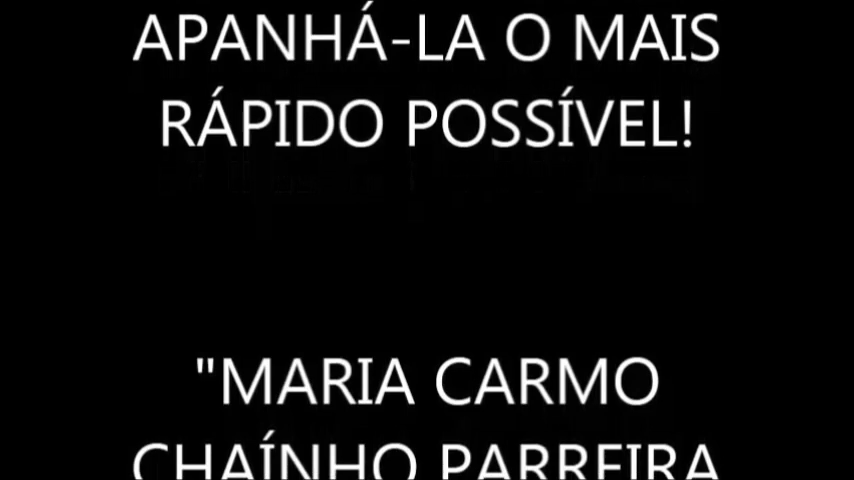 APANHÁ-LA O MAIS
RÁPIDO POSSÍVEL!
"MARIA CARMO
CHAÍNHO PARREIRA